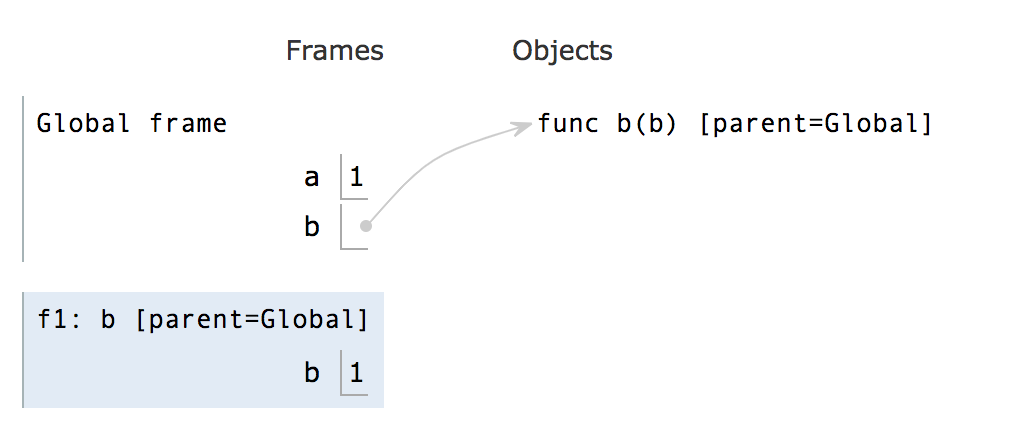 Frames Objects
Global frame func b(b) [parent=Global]
a 1
b
f1: b [parent=Global]
b 1